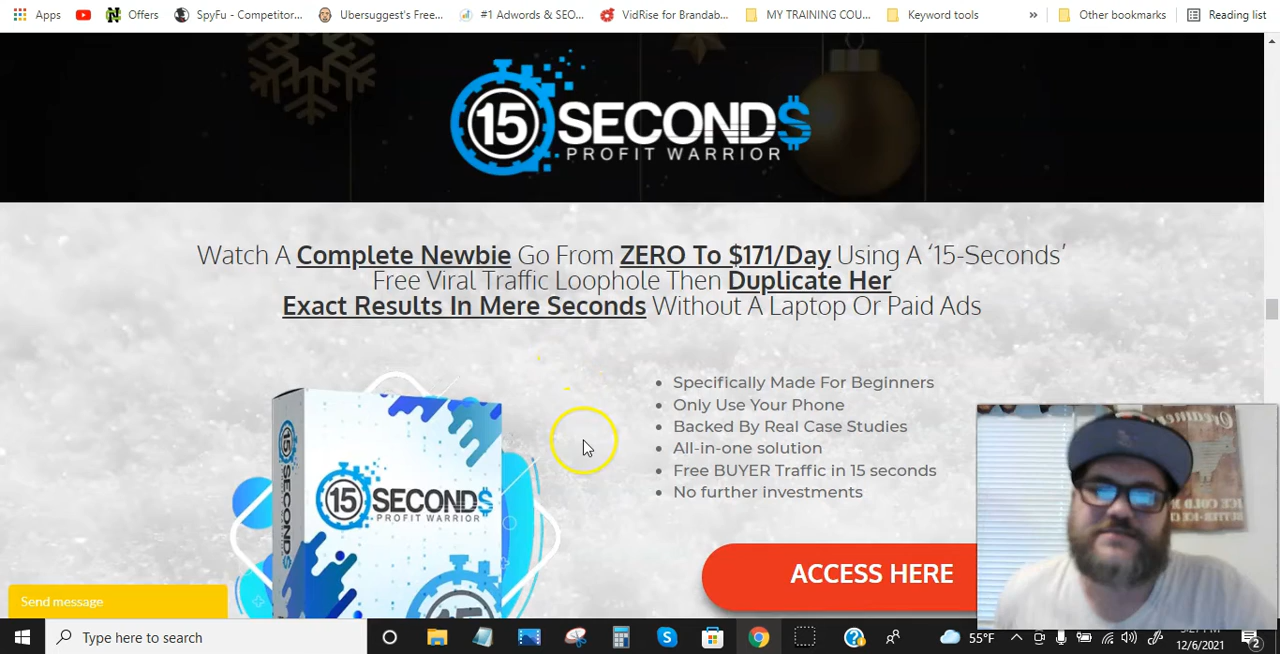 Apps
Offers
SpyFu - Competitor...
Ubersuggest's Free...
#1 Adwords & SEO...
VidRise for Brandab...
MY TRAINING COU...
Keyword tools
»
Other bookmarks
Reading list
15 SECOND$
PROFIT WARRIOR
Watch A Complete Newbie Go From ZERO To $171/Day Using A ‘15-Seconds’
Free Viral Traffic Loophole Then Duplicate Her
Exact Results In Mere Seconds Without A Laptop Or Paid Ads
Specifically Made For Beginners
Only Use Your Phone
Backed By Real Case Studies
All-in-one solution
Free BUYER Traffic in 15 seconds
No further investments
ACCESS HERE
15 SECOND$
PROFIT WARRIOR
15 SECOND$
Send message
Type here to search
55°F
12/6/2021
2